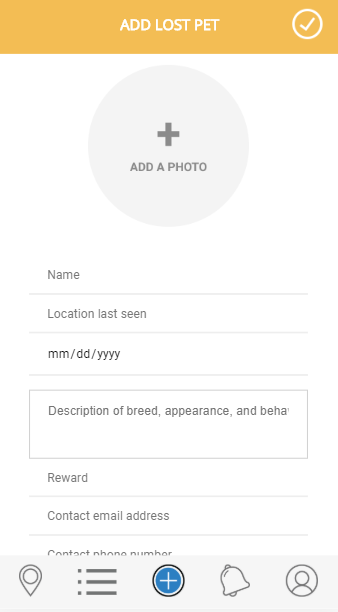 ADD LOST PET
ADD A PHOTO
Name
Location last seen
mm/dd/yyyy
Description of breed, appearance, and beha
Reward
Contact email address
Contact phone number